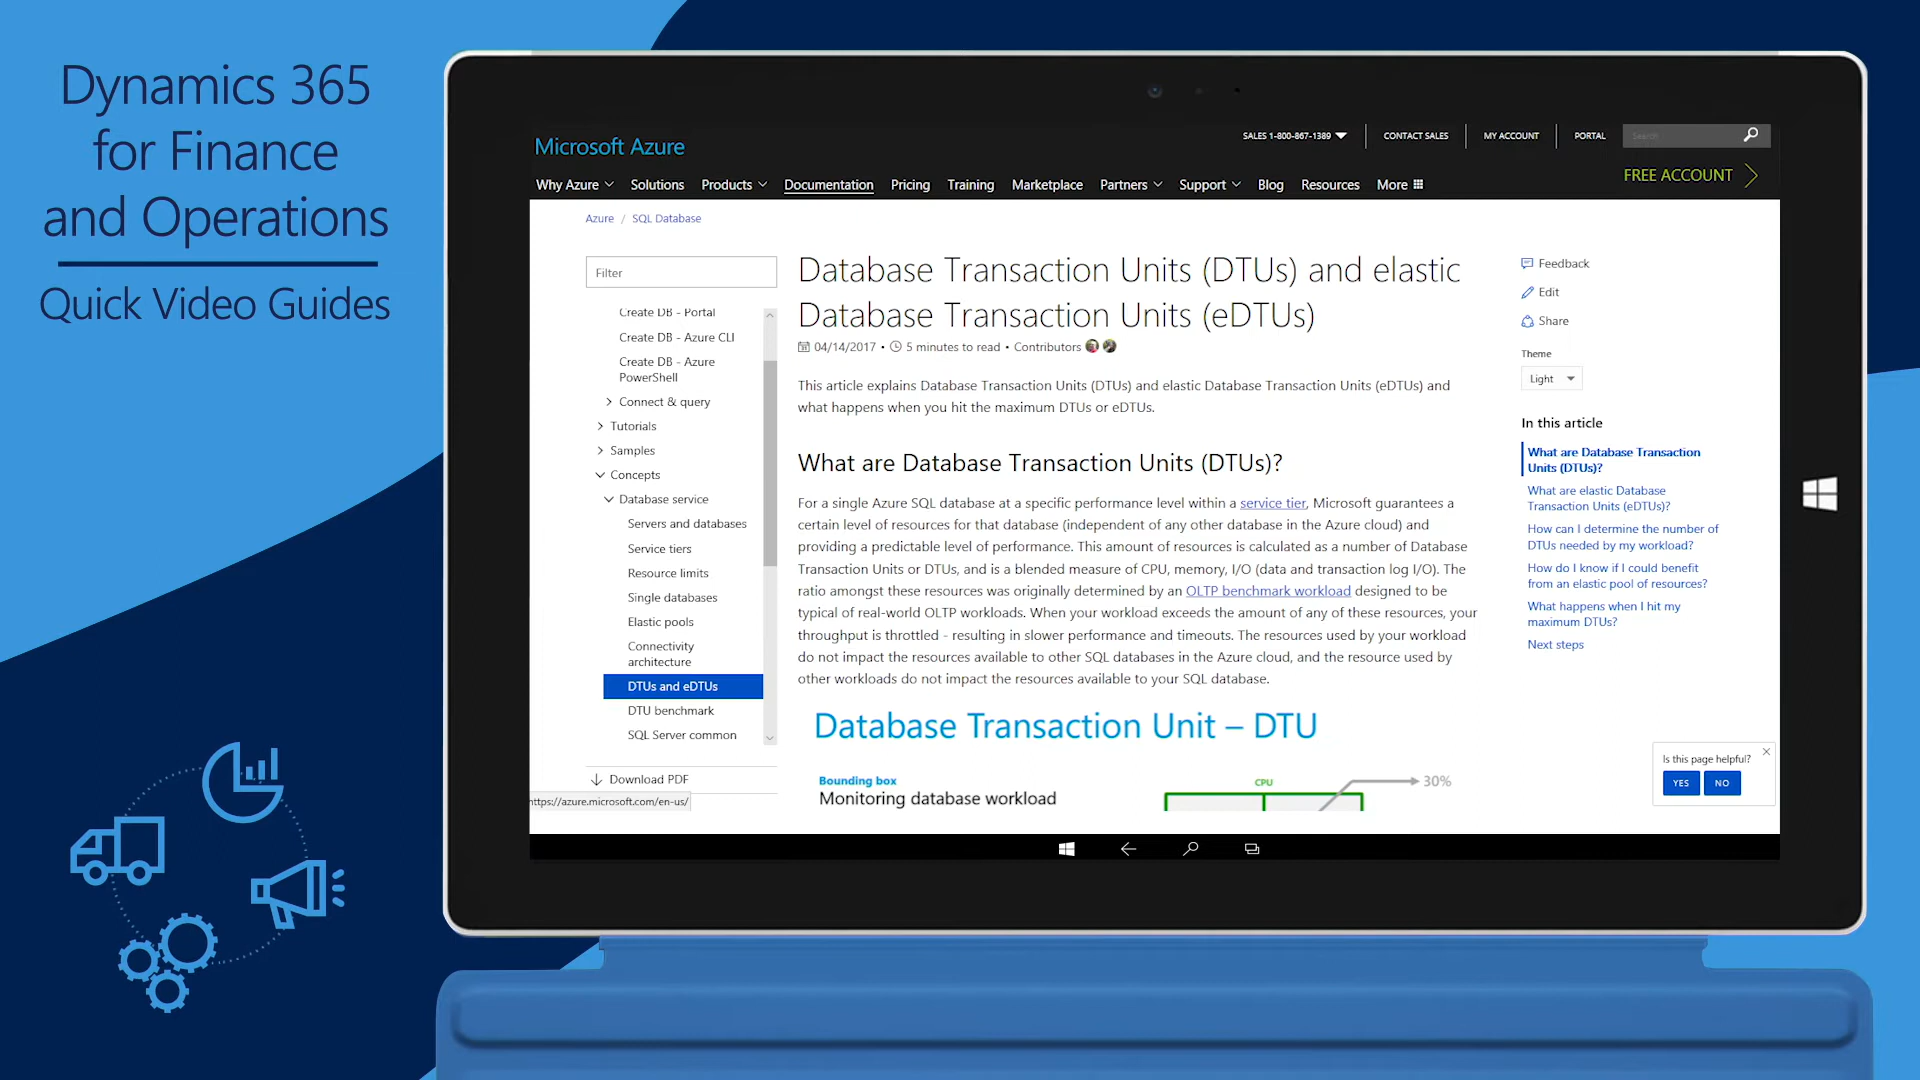 Dynamics 365
for Finance
and Operations
Quick Video Guides
Microsoft Azure
SALES 1-800-867-1389
CONTACT SALES
MY ACCOUNT
PORTAL
Search
FREE ACCOUNT
Why Azure
Solutions
Products
Documentation
Pricing
Training
Marketplace
Partners
Support
Blog
Resources
More
Azure / SQL Database
Filter
Create DB - Portal
Create DB - Azure CLI
Create DB - Azure
PowerShell
Connect & query
Tutorials
Samples
Concepts
Database service
Servers and databases
Service tiers
Resource limits
Single databases
Elastic pools
Connectivity
architecture
DTUs and eDTUs
DTU benchmark
SQL Server common
Download PDF
https://azure.microsoft.com/en-us/
Database Transaction Units (DTUs) and elastic
Database Transaction Units (eDTUs)
04/14/2017 • 5 minutes to read • Contributors
This article explains Database Transaction Units (DTUs) and elastic Database Transaction Units (eDTUs) and
what happens when you hit the maximum DTUs or eDTUs.
What are Database Transaction Units (DTUs)?
For a single Azure SQL database at a specific performance level within a service tier, Microsoft guarantees a
certain level of resources for that database (independent of any other database in the Azure cloud) and
providing a predictable level of performance. This amount of resources is calculated as a number of Database
Transaction Units or DTUs, and is a blended measure of CPU, memory, I/O (data and transaction log I/O). The
ratio amongst these resources was originally determined by an OLTP benchmark workload designed to be
typical of real-world OLTP workloads. When your workload exceeds the amount of any of these resources, your
throughput is throttled - resulting in slower performance and timeouts. The resources used by your workload
do not impact the resources available to other SQL databases in the Azure cloud, and the resource used by
other workloads do not impact the resources available to your SQL database.
Database Transaction Unit – DTU
Bounding box
Monitoring database workload
CPU
30%
Feedback
Edit
Share
Theme
Light
In this article
What are Database Transaction
Units (DTUs)?
What are elastic Database
Transaction Units (eDTUs)?
How can I determine the number of
DTUs needed by my workload?
How do I know if I could benefit
from an elastic pool of resources?
What happens when I hit my
maximum DTUs?
Next steps
Is this page helpful?
YES
NO